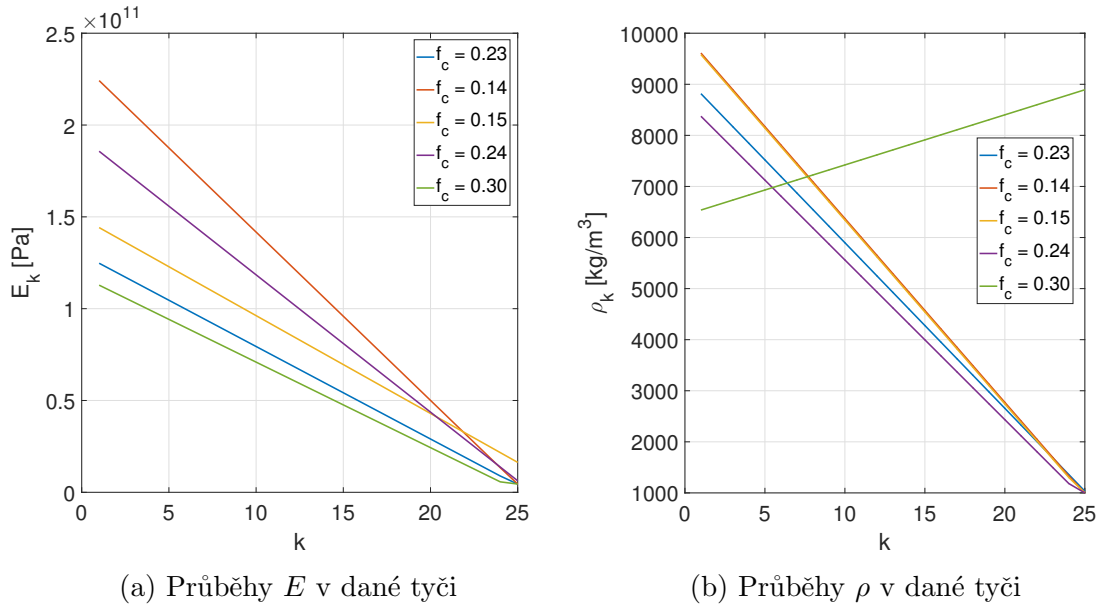 ×10¹¹
2.5
2
1.5
1
0.5
0
E_k [Pa]
0 5 10 15 20 25
k
f_c = 0.23
f_c = 0.14
f_c = 0.15
f_c = 0.24
f_c = 0.30
(a) Průběhy E v dané tyči
10000
9000
8000
7000
6000
5000
4000
3000
2000
1000
ρ_k [kg/m³]
0 5 10 15 20 25
k
f_c = 0.23
f_c = 0.14
f_c = 0.15
f_c = 0.24
f_c = 0.30
(b) Průběhy ρ v dané tyči